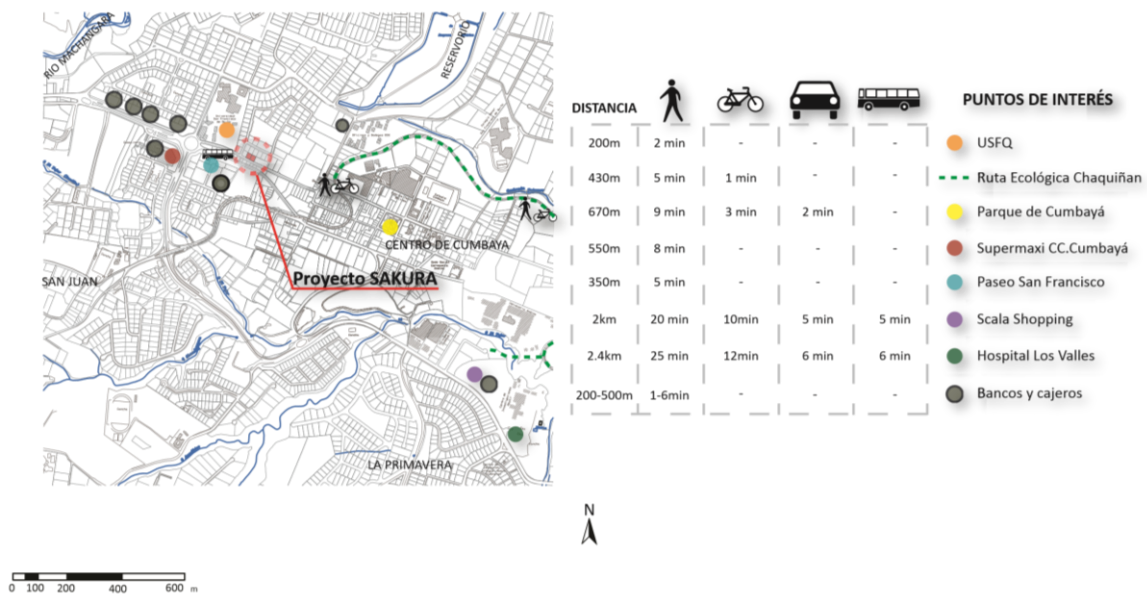 RIO MACHANGARA
RESERVORIO
CENTRO DE CUMBAYA
SAN JUAN
Proyecto SAKURA
LA PRIMAVERA
DISTANCIA
PUNTOS DE INTERÉS
200m 2 min - - - USFQ
430m 5 min 1 min - - Ruta Ecológica Chaquiñan
670m 9 min 3 min 2 min - Parque de Cumbayá
550m 8 min - - - Supermaxi CC.Cumbayá
350m 5 min - - - Paseo San Francisco
2km 20 min 10min 5 min 5 min Scala Shopping
2.4km 25 min 12min 6 min 6 min Hospital Los Valles
200-500m 1-6min - - - Bancos y cajeros
N
0 100 200 400 600 m